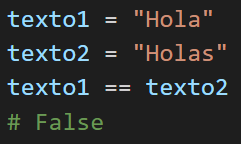 texto1 = "Hola"
texto2 = "Holas"
texto1 == texto2
# False